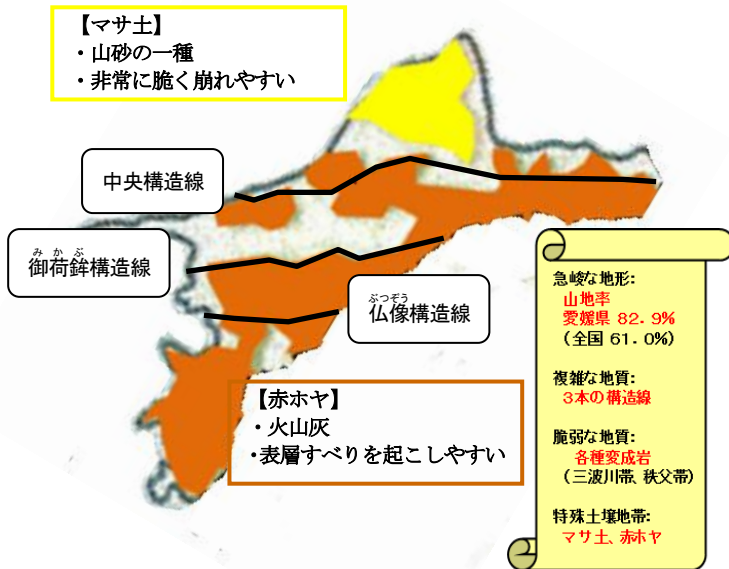 【マサ土】
・山砂の一種
・非常に脆く崩れやすい
中央構造線
みかぶ
御荷鉾構造線
ぶつぞう
仏像構造線
【赤ホヤ】
・火山灰
・表層すべりを起こしやすい
急峻な地形:
山地率
愛媛県 82.9%
(全国 61.0%)
複雑な地質:
3本の構造線
脆弱な地質:
各種変成岩
(三波川帯、秩父帯)
特殊土壌地帯:
マサ土、赤ホヤ